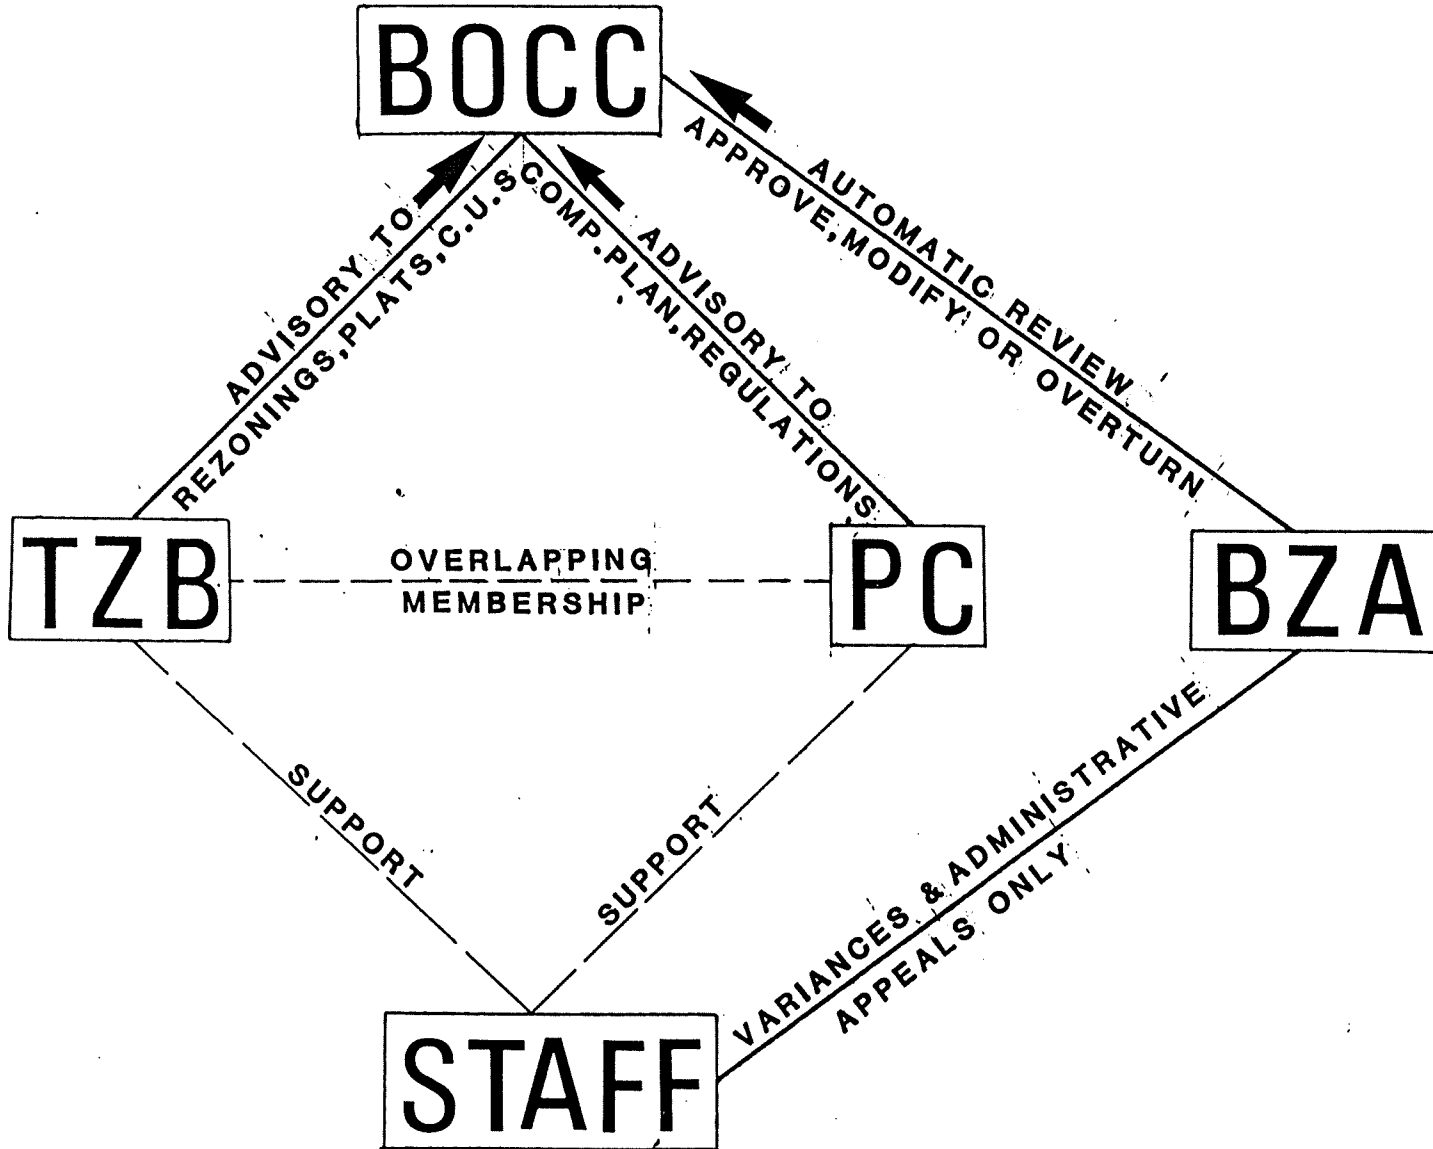 BOCC
AUTOMATIC REVIEW
APPROVE, MODIFY OR OVERTURN
ADVISORY TO
REZONINGS, PLATS, C.U.S
ADVISORY TO
COMP. PLAN, REGULATIONS
TZB
OVERLAPPING
MEMBERSHIP
PC
BZA
SUPPORT
SUPPORT
VARIANCES & ADMINISTRATIVE
APPEALS ONLY
STAFF